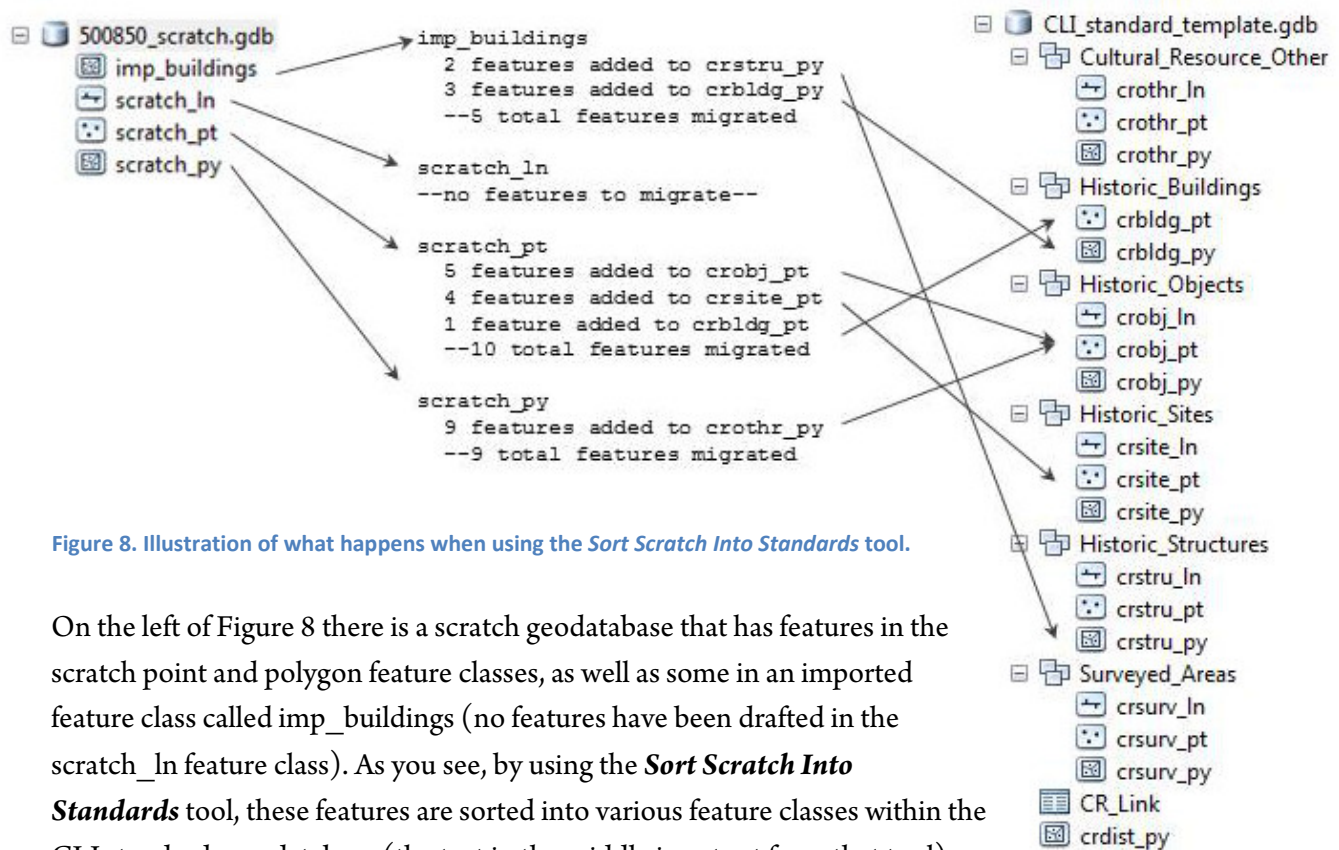 500850_scratch.gdb
imp_buildings
scratch_ln
scratch_pt
scratch_py
imp_buildings
2 features added to crstru_py
3 features added to crbldg_py
--5 total features migrated
scratch_ln
--no features to migrate--
scratch_pt
5 features added to crobj_pt
4 features added to crsite_pt
1 feature added to crbldg_pt
--10 total features migrated
scratch_py
9 features added to crothr_py
--9 total features migrated
CLI_standard_template.gdb
Cultural_Resource_Other
crothr_ln
crothr_pt
crothr_py
Historic_Buildings
crbldg_pt
crbldg_py
Historic_Objects
crobj_ln
crobj_pt
crobj_py
Historic_Sites
crsite_ln
crsite_pt
crsite_py
Historic_Structures
crstru_ln
crstru_pt
crstru_py
Surveyed_Areas
crsurv_ln
crsurv_pt
crsurv_py
CR_Link
crdist_py
Figure 8. Illustration of what happens when using the Sort Scratch Into Standards tool.
On the left of Figure 8 there is a scratch geodatabase that has features in the
scratch point and polygon feature classes, as well as some in an imported
feature class called imp_buildings (no features have been drafted in the
scratch_ln feature class). As you see, by using the Sort Scratch Into
Standards tool, these features are sorted into various feature classes within the